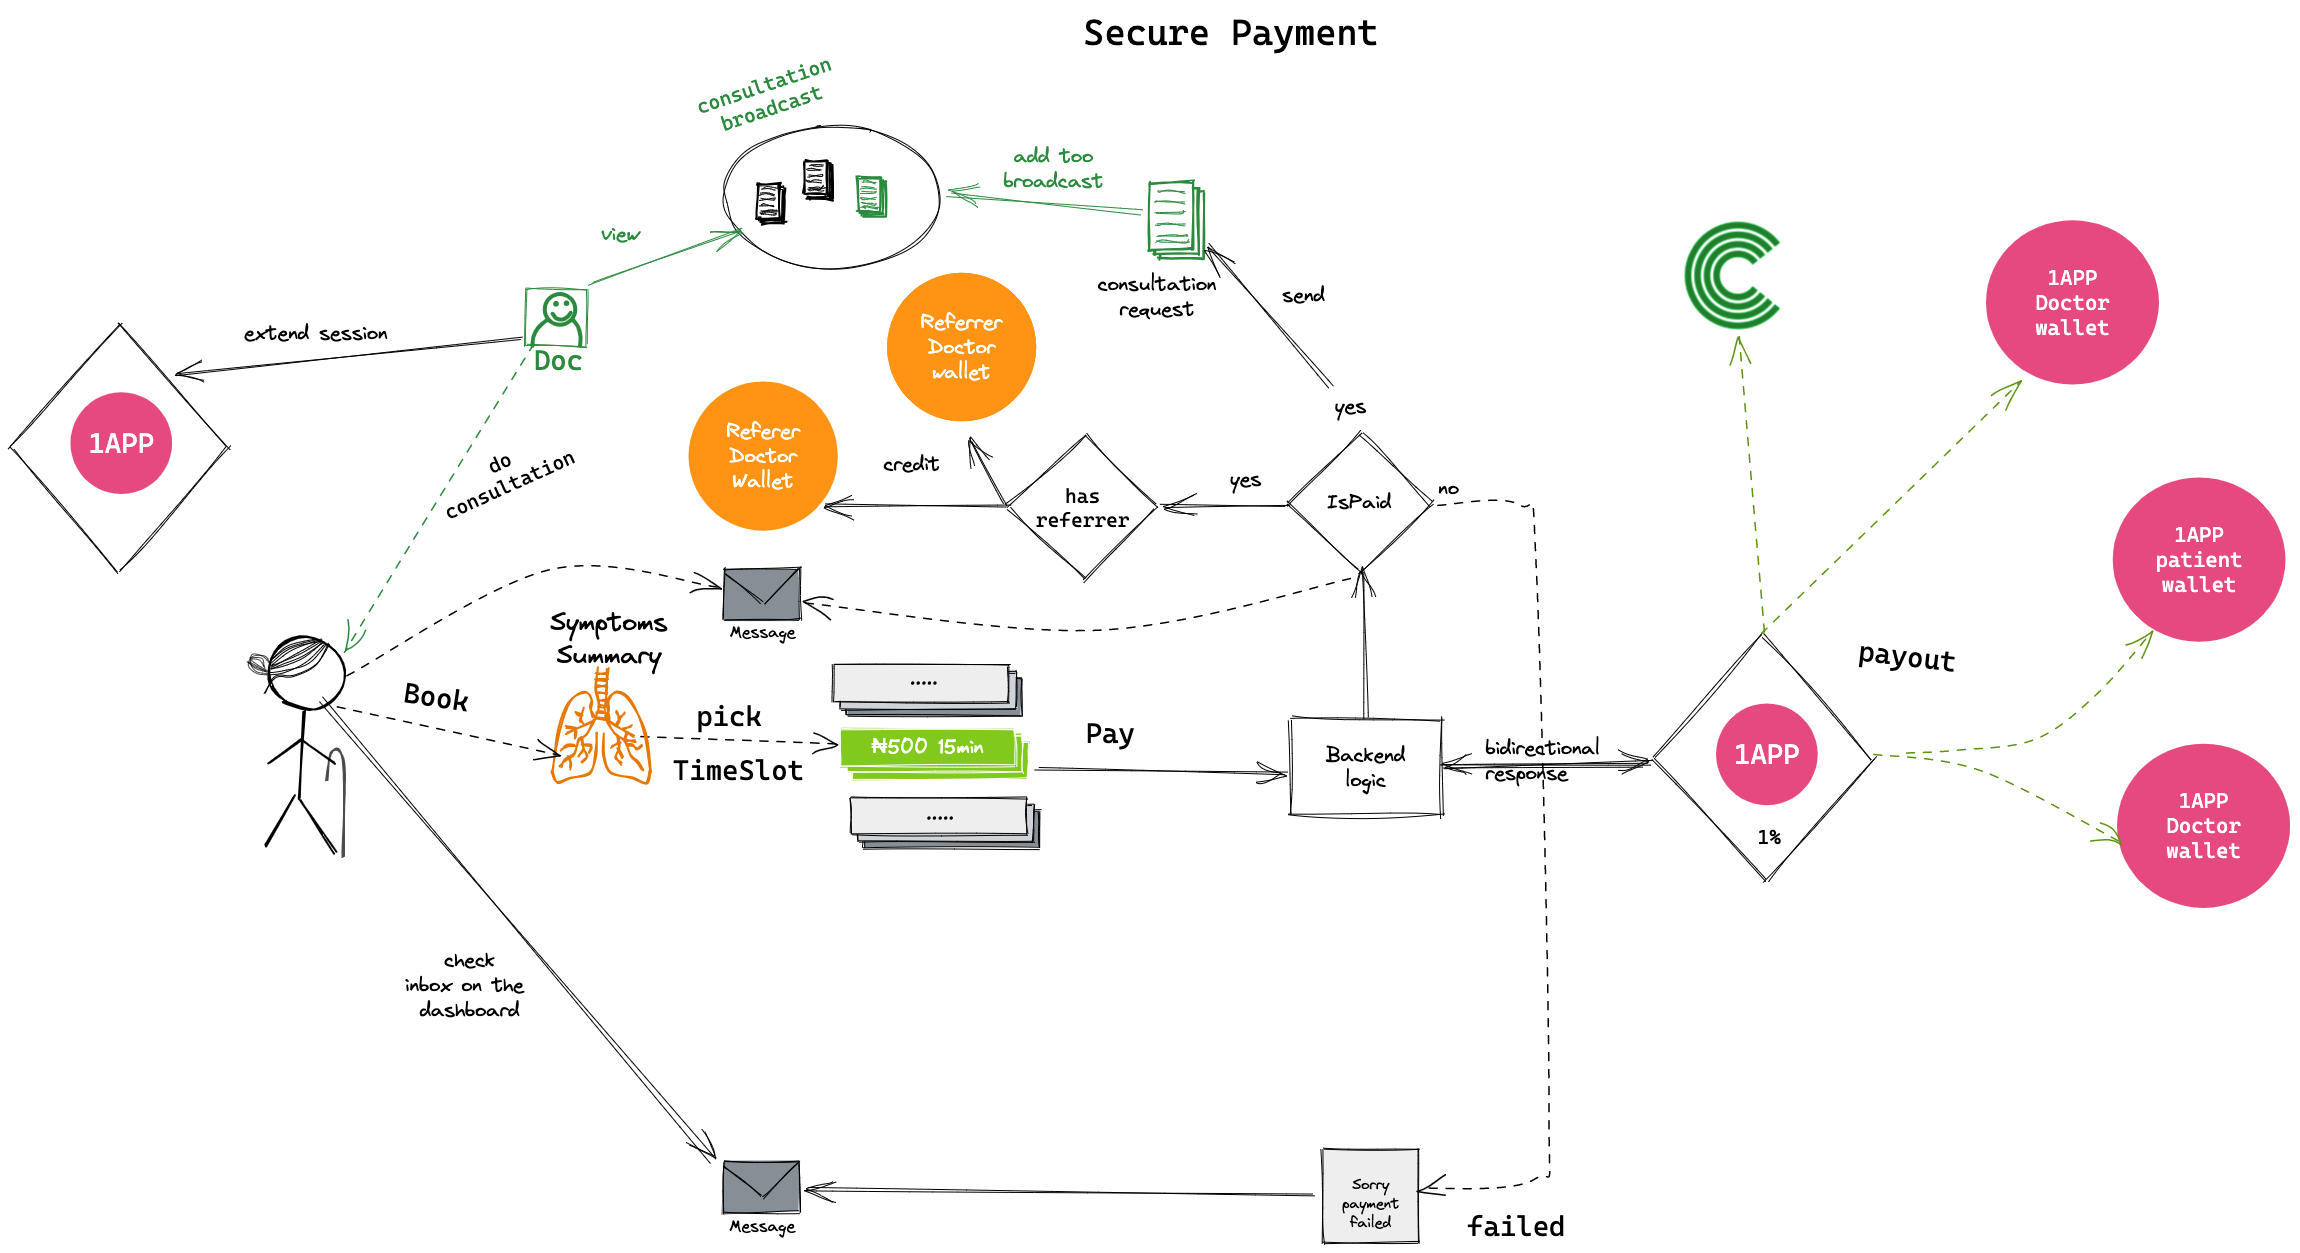 Secure Payment
consultation
broadcast
add too
broadcast
view
consultation
request
send
extend session
Doc
1APP
do
consultation
Referrer
Doctor
wallet
Referer
Doctor
Wallet
credit
has
referrer
yes
IsPaid
yes
no
1APP
Doctor
wallet
1APP
patient
wallet
1APP
Doctor
wallet
payout
1APP
1%
bidirectional
response
Backend
logic
Pay
Message
Symptoms
Summary
Book
pick
TimeSlot
.....
₦500 15min
.....
check
inbox on the
dashboard
Message
Sorry
payment
failed
failed